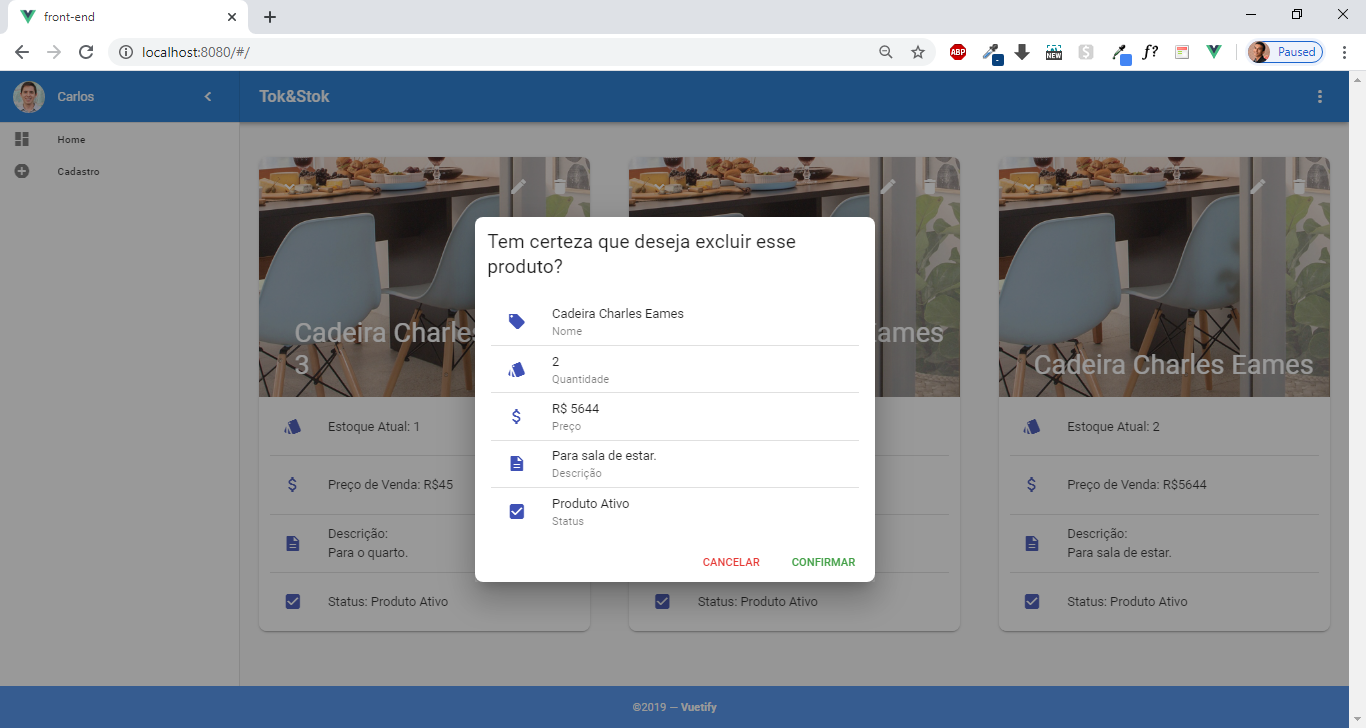 front-end
localhost:8080/#/
ABP
NEW
f?
Paused
Carlos
Tok&Stok
Home
Cadastro
Cadeira Charles
3
Eames
Cadeira Charles Eames
Tem certeza que deseja excluir esse
produto?
Cadeira Charles Eames
Nome
2
Quantidade
R$ 5644
Preço
Para sala de estar.
Descrição
Produto Ativo
Status
CANCELAR
CONFIRMAR
Estoque Atual: 1
Preço de Venda: R$45
Descrição:
Para o quarto.
Status: Produto Ativo
Status: Produto Ativo
Estoque Atual: 2
Preço de Venda: R$5644
Descrição:
Para sala de estar.
Status: Produto Ativo
©2019 — Vuetify